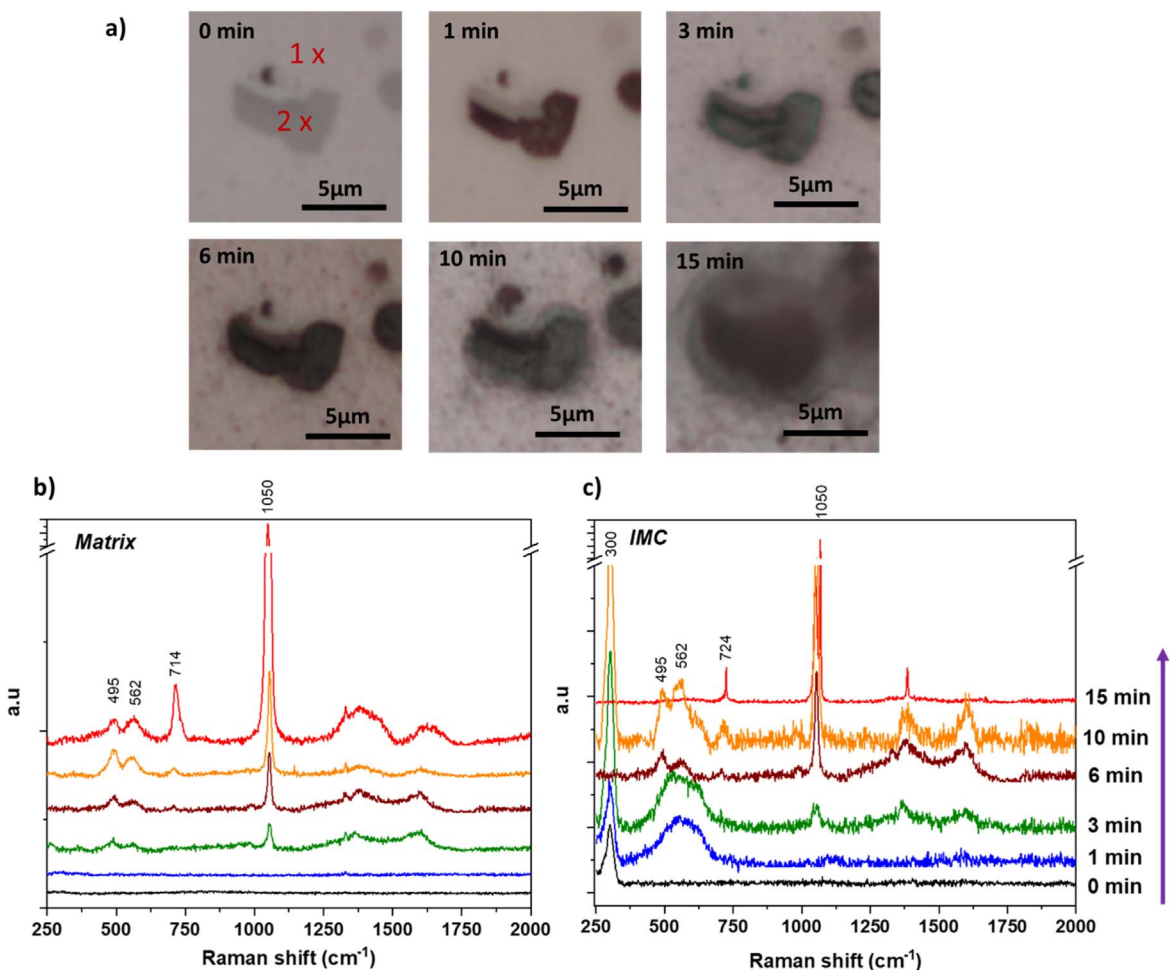 a)
0 min
1 x
2 x
5µm
1 min
5µm
3 min
5µm
6 min
5µm
10 min
5µm
15 min
5µm
b)
Matrix
1050
495
562
714
a.u
250 500 750 1000 1250 1500 1750 2000
Raman shift (cm⁻¹)
c)
IMC
300
495
562
724
1050
15 min
10 min
6 min
3 min
1 min
0 min
a.u
250 500 750 1000 1250 1500 1750 2000
Raman shift (cm⁻¹)